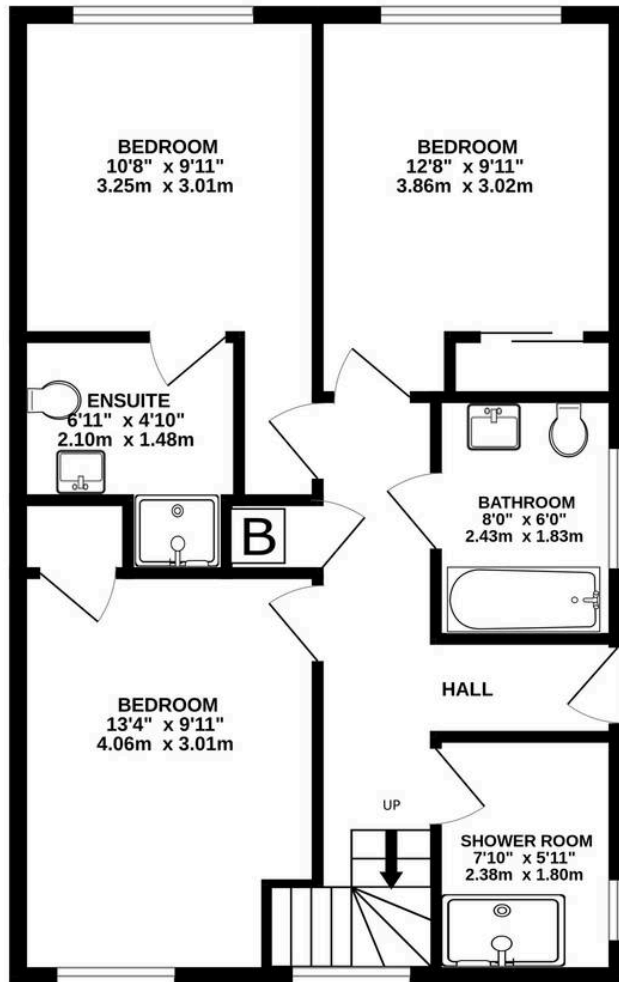 BEDROOM
10'8" x 9'11"
3.25m x 3.01m
BEDROOM
12'8" x 9'11"
3.86m x 3.02m
ENSUITE
6'11" x 4'10"
2.10m x 1.48m
B
BATHROOM
8'0" x 6'0"
2.43m x 1.83m
HALL
BEDROOM
13'4" x 9'11"
4.06m x 3.01m
UP
SHOWER ROOM
7'10" x 5'11"
2.38m x 1.80m